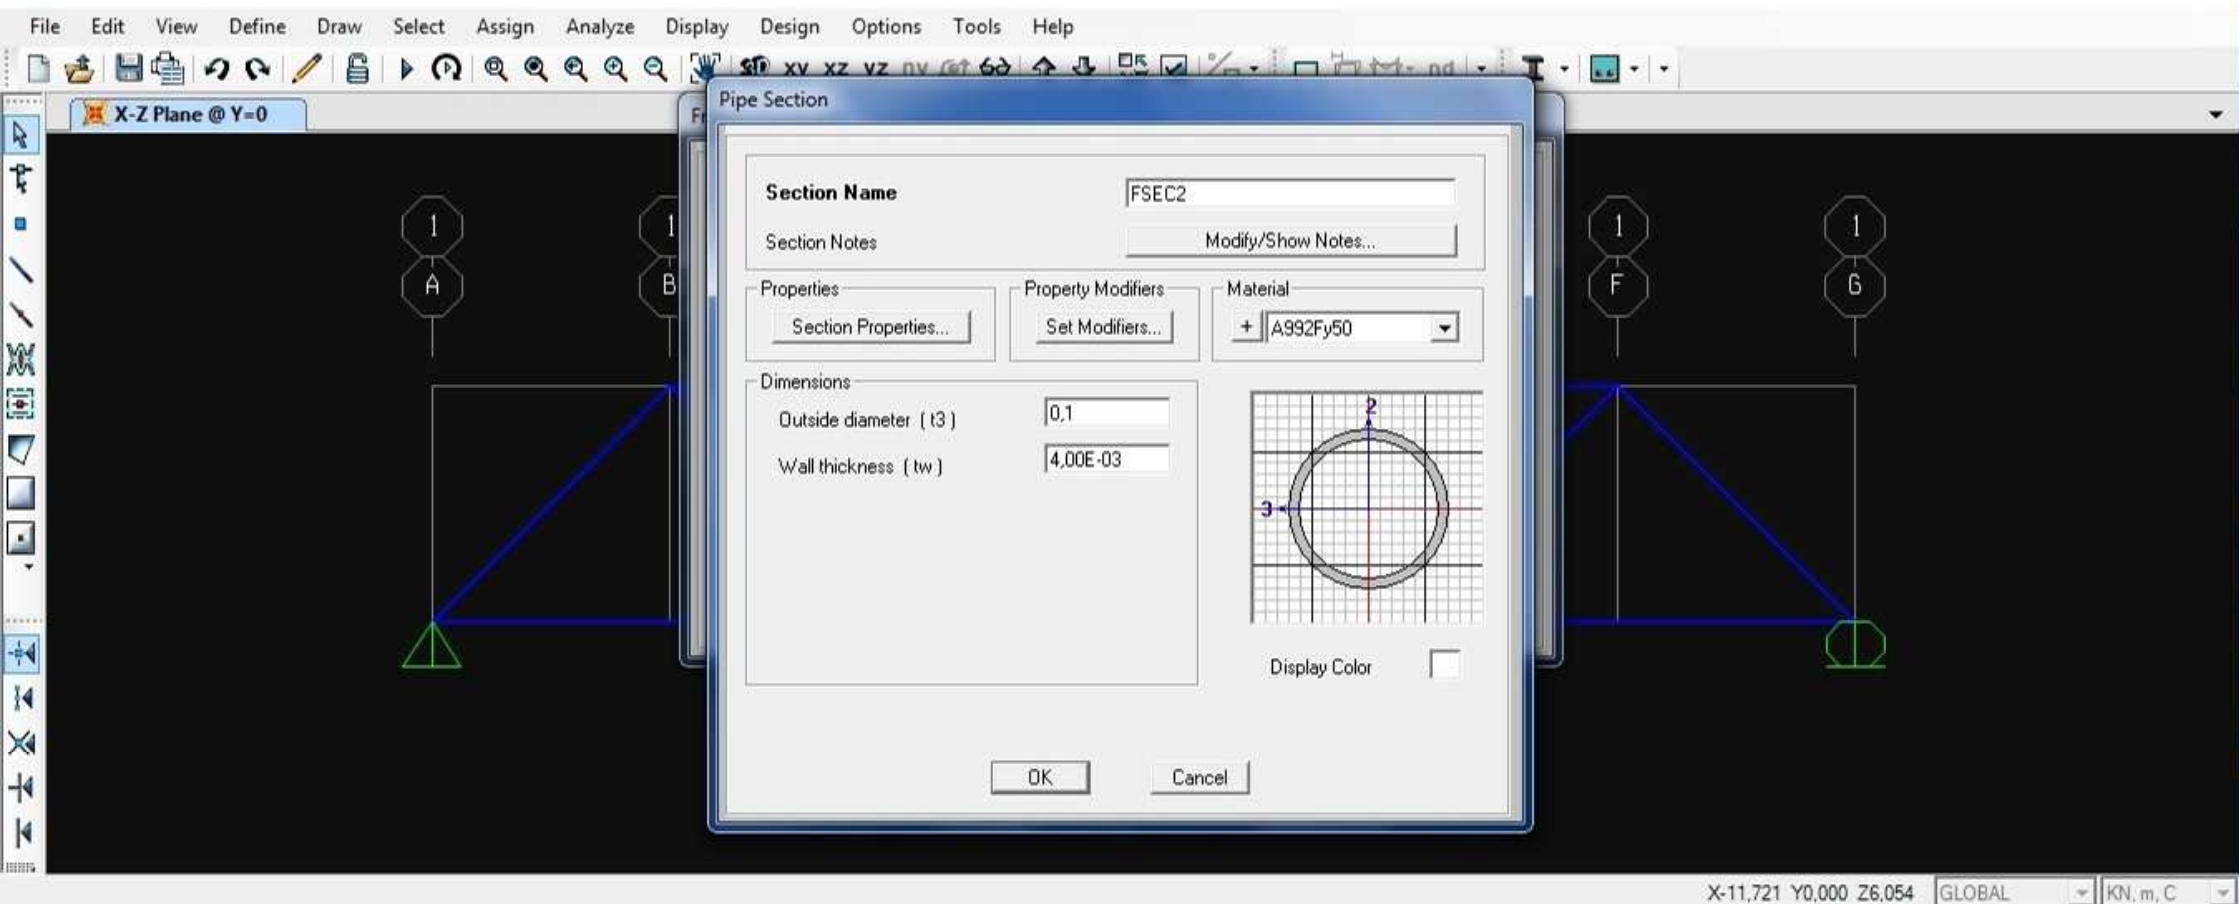 File Edit View Define Draw Select Assign Analyze Display Design Options Tools Help
xy xz yz nv 6∂ nd
X-Z Plane @ Y=0
Pipe Section
Section Name FSEC2
Section Notes Modify/Show Notes...
Properties Property Modifiers Material
Section Properties... Set Modifiers... + A992Fy50
Dimensions
Outside diameter ( t3 ) 0,1
Wall thickness ( tw ) 4,00E-03
2
3
Display Color
OK Cancel
1 1 1 1
A B F G
X-11,721 Y0,000 Z6,054 GLOBAL KN, m, C